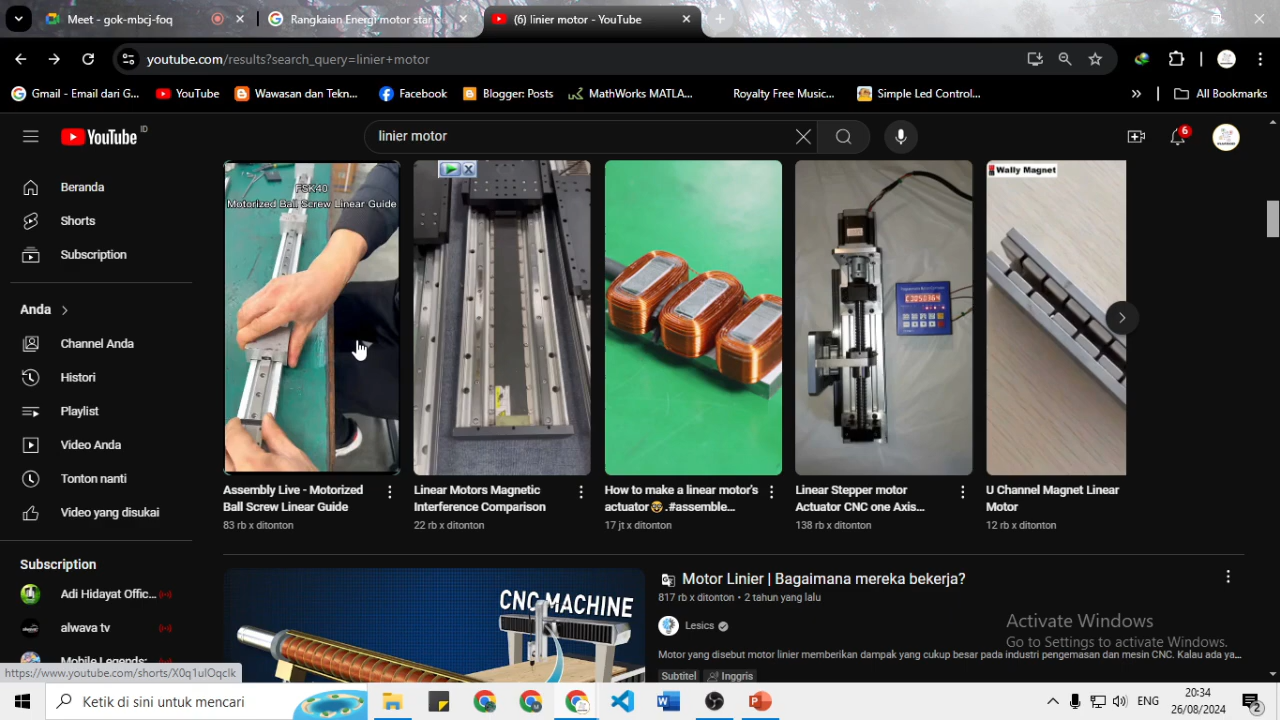 Meet - gok-mbcj-foq
Rangkaian Energi motor star
(6) linier motor - YouTube
youtube.com/results?search_query=linier+motor
Gmail - Email dari G...
YouTube
Wawasan dan Tekn...
Facebook
Blogger: Posts
MathWorks MATLA...
Royalty Free Music...
Simple Led Control...
All Bookmarks
YouTube ID
linier motor
6
Beranda
Shorts
Subscription
Anda
Channel Anda
Histori
Playlist
Video Anda
Tonton nanti
Video yang disukai
Subscription
Adi Hidayat Offic...
alwava tv
Mobile Legends:
FSK40
Motorized Ball Screw Linear Guide
Wally Magnet
Assembly Live - Motorized
Ball Screw Linear Guide
83 rb x ditonton
Linear Motors Magnetic
Interference Comparison
22 rb x ditonton
How to make a linear motor's
actuator🤯.#assemble...
17 jt x ditonton
Linear Stepper motor
Actuator CNC one Axis...
138 rb x ditonton
U Channel Magnet Linear
Motor
12 rb x ditonton
CNC MACHINE
Motor Linier | Bagaimana mereka bekerja?
817 rb x ditonton • 2 tahun yang lalu
Lesics
Motor yang disebut motor linier memberikan dampak yang cukup besar pada industri pengemasan dan mesin CNC. Kalau ada ya...
Subtitel
Inggris
Activate Windows
Go to Settings to activate Windows.
https://www.youtube.com/shorts/X0q1ulOqclk
Ketik di sini untuk mencari
ENG
20:34
26/08/2024
2